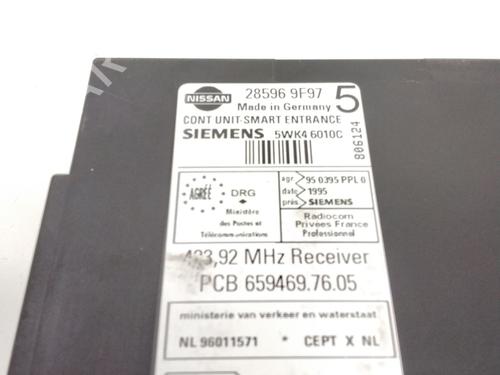 NISSAN
28596 9F97
5
Made in Germany
CONT UNIT-SMART ENTRANCE
SIEMENS 5WK4 6010C
806124
AGRÉÉ
DRG
Ministère
des Postes et
Télécommunications
agr. 95 0395 PPL 0
date 1995
prés. SIEMENS
Radiocom
Privées France
Professionnel
433,92 MHz Receiver
PCB 659469.76.05
ministerie van verkeer en waterstaat
NL 96011571 * CEPT X NL